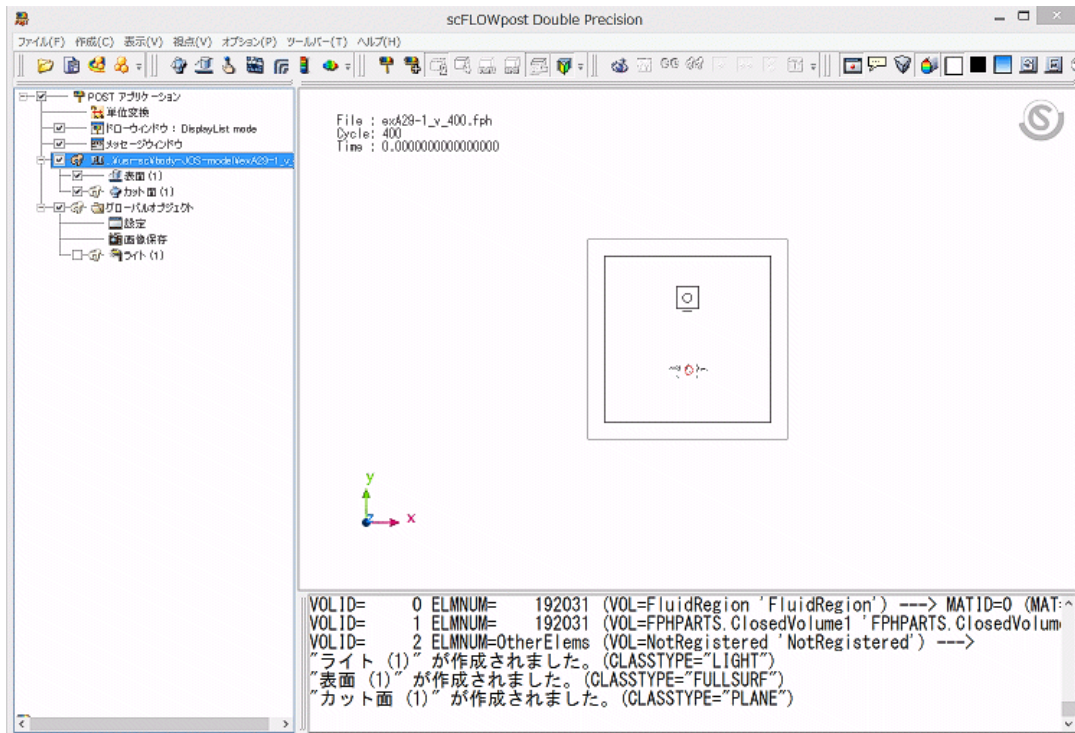 scFLOWpost Double Precision
ファイル(F) 作成(C) 表示(V) 視点(V) オプション(P) ツールバー(T) ヘルプ(H)
POST アプリケーション
単位変換
ドローウィンドウ : DisplayList mode
メッセージウィンドウ
.¥usr-sc¥body-JOS-model¥exA29-1_v_
表面 (1)
カット面 (1)
グローバルオブジェクト
設定
画像保存
ライト (1)
File : exA29-1_v_400.fph
Cycle: 400
Time : 0.0000000000000000
y
z
x
VOLID= 0 ELMNUM= 192031 (VOL=FluidRegion 'FluidRegion') ---> MATID=0 (MAT=
VOLID= 1 ELMNUM= 192031 (VOL=FPHPARTS.ClosedVolume1 'FPHPARTS.ClosedVolum
VOLID= 2 ELMNUM=OtherElems (VOL=NotRegistered 'NotRegistered') --->
"ライト (1)" が作成されました。(CLASSTYPE="LIGHT")
"表面 (1)" が作成されました。(CLASSTYPE="FULLSURF")
"カット面 (1)" が作成されました。(CLASSTYPE="PLANE")